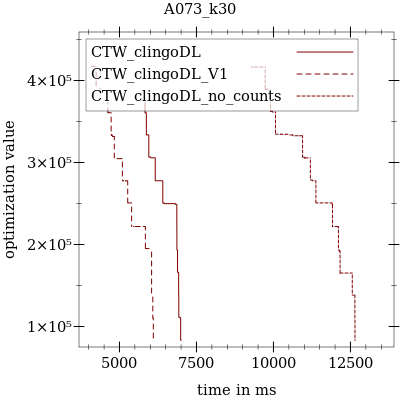 A073_k30
CTW_clingoDL
CTW_clingoDL_V1
CTW_clingoDL_no_counts
optimization value
4×10⁵
3×10⁵
2×10⁵
1×10⁵
5000 7500 10000 12500
time in ms